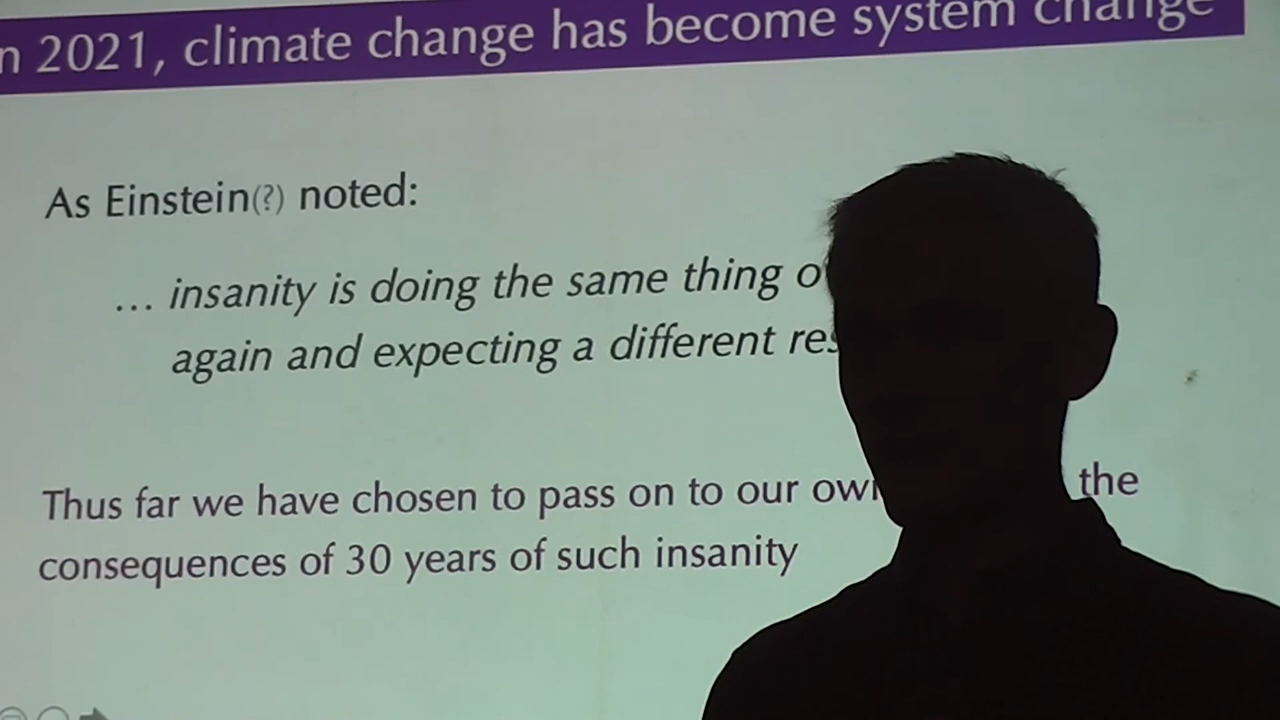 n 2021, climate change has become system change
As Einstein(?) noted:
... insanity is doing the same thing o
again and expecting a different res
Thus far we have chosen to pass on to our own the
consequences of 30 years of such insanity